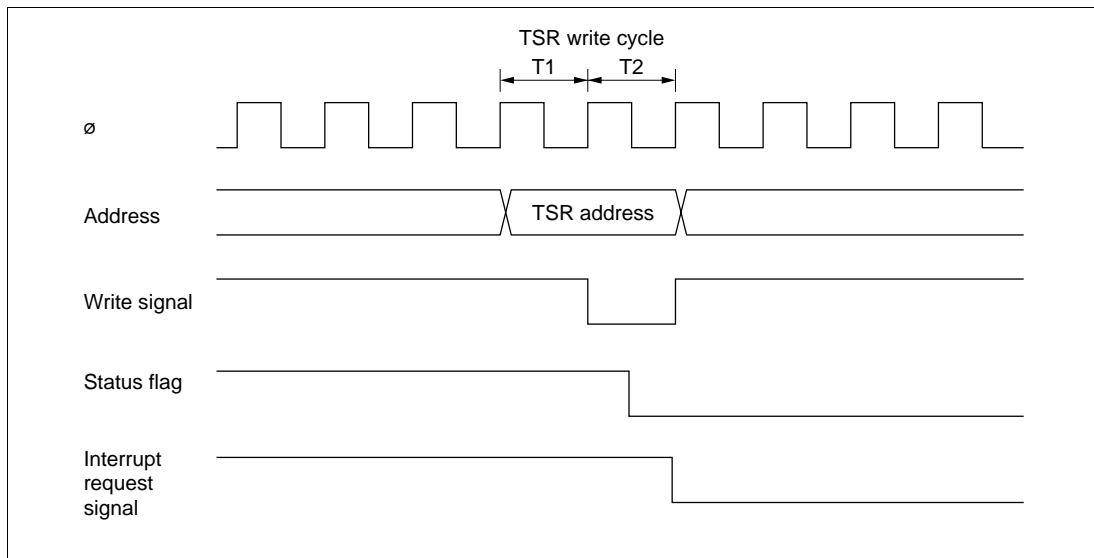 TSR write cycle
T1 T2
ø
Address
TSR address
Write signal
Status flag
Interrupt
request
signal